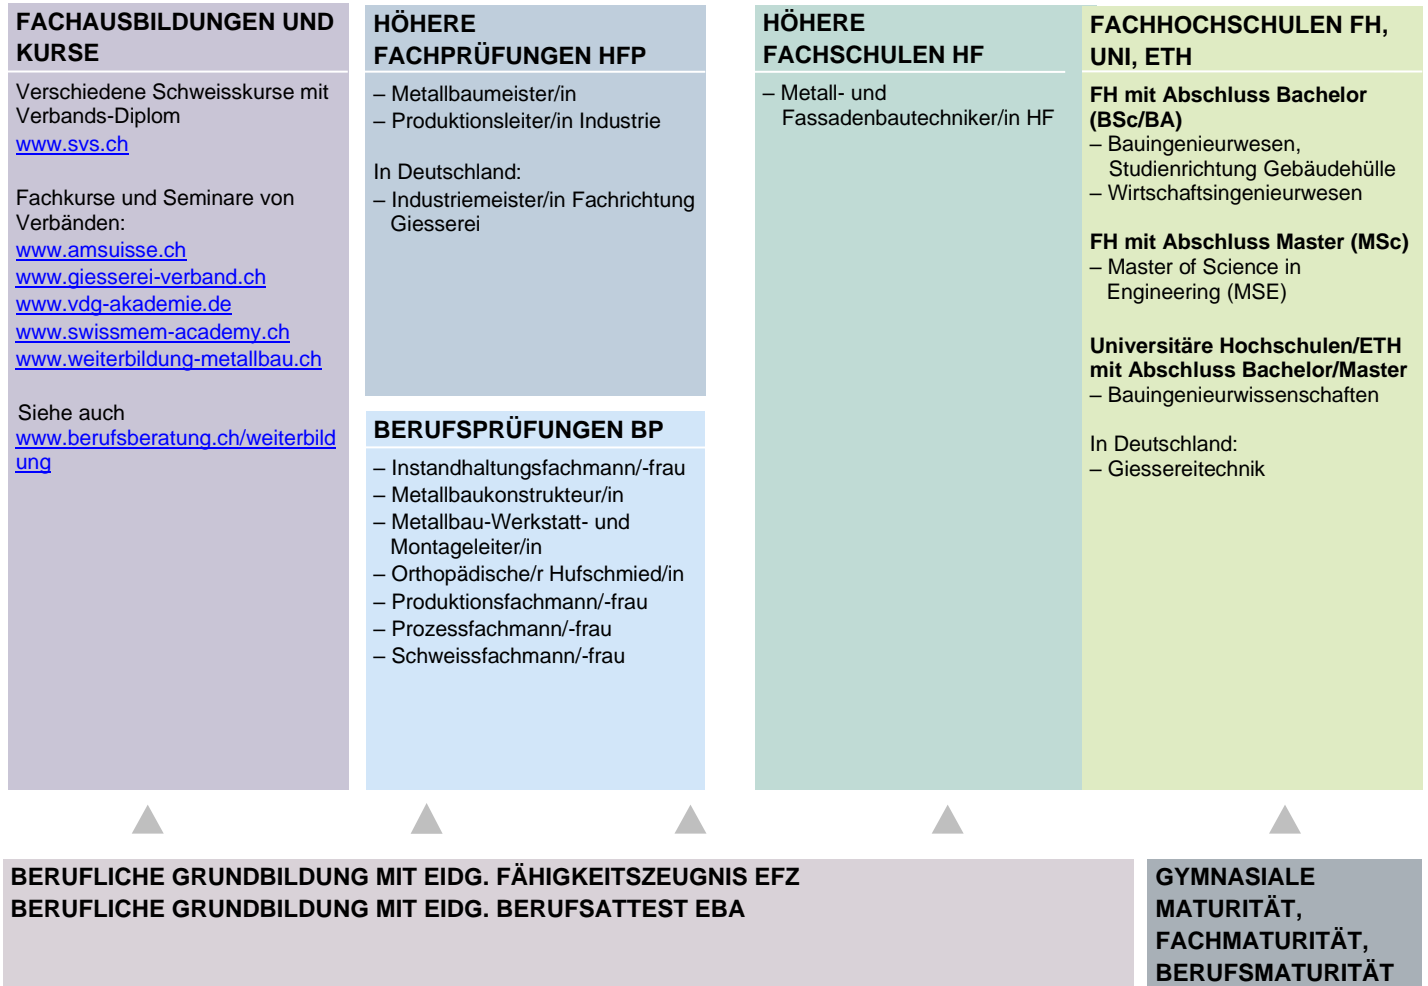 FACHAUSBILDUNGEN UND
KURSE
Verschiedene Schweisskurse mit
Verbands-Diplom
www.svs.ch
Fachkurse und Seminare von
Verbänden:
www.amsuisse.ch
www.giesserei-verband.ch
www.vdg-akademie.de
www.swissmem-academy.ch
www.weiterbildung-metallbau.ch
Siehe auch
www.berufsberatung.ch/weiterbild
ung
HÖHERE
FACHPRÜFUNGEN HFP
– Metallbaumeister/in
– Produktionsleiter/in Industrie
In Deutschland:
– Industriemeister/in Fachrichtung
Giesserei
BERUFSPRÜFUNGEN BP
– Instandhaltungsfachmann/-frau
– Metallbaukonstrukteur/in
– Metallbau-Werkstatt- und
Montageleiter/in
– Orthopädische/r Hufschmied/in
– Produktionsfachmann/-frau
– Prozessfachmann/-frau
– Schweissfachmann/-frau
HÖHERE
FACHSCHULEN HF
– Metall- und
Fassadenbautechniker/in HF
FACHHOCHSCHULEN FH,
UNI, ETH
FH mit Abschluss Bachelor
(BSc/BA)
– Bauingenieurwesen,
Studienrichtung Gebäudehülle
– Wirtschaftsingenieurwesen
FH mit Abschluss Master (MSc)
– Master of Science in
Engineering (MSE)
Universitäre Hochschulen/ETH
mit Abschluss Bachelor/Master
– Bauingenieurwissenschaften
In Deutschland:
– Giessereitechnik
BERUFLICHE GRUNDBILDUNG MIT EIDG. FÄHIGKEITSZEUGNIS EFZ
BERUFLICHE GRUNDBILDUNG MIT EIDG. BERUFSATTEST EBA
GYMNASIALE
MATURITÄT,
FACHMATURITÄT,
BERUFSMATURITÄT